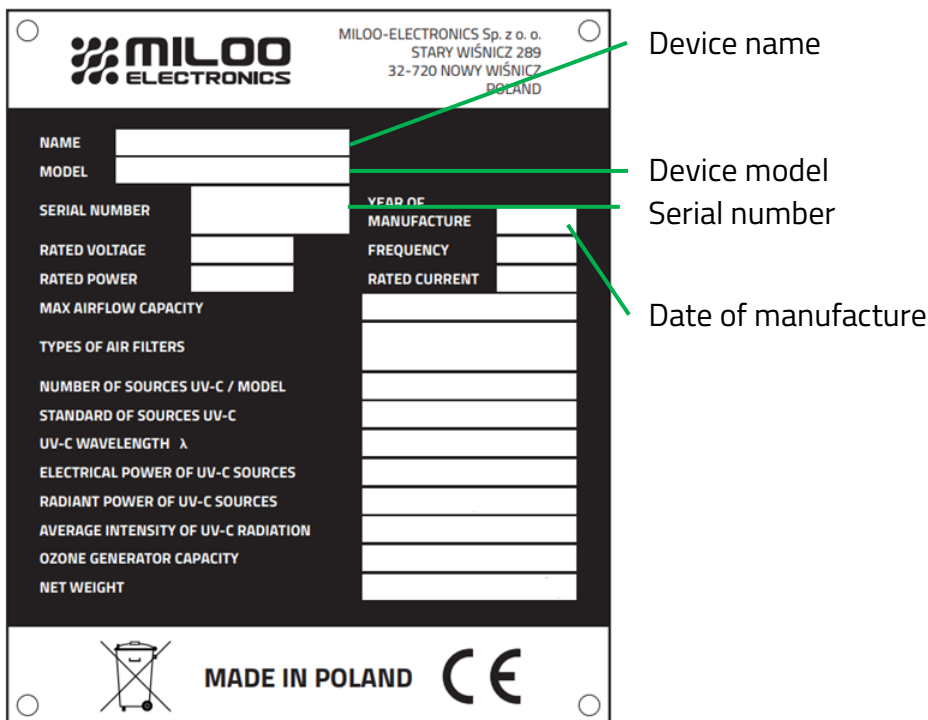 MILOO
ELECTRONICS
MILOO-ELECTRONICS Sp. z o. o.
STARY WIŚNICZ 289
32-720 NOWY WIŚNICZ
POLAND
Device name
NAME
MODEL
Device model
SERIAL NUMBER
YEAR OF
MANUFACTURE
Serial number
RATED VOLTAGE
FREQUENCY
RATED POWER
RATED CURRENT
Date of manufacture
MAX AIRFLOW CAPACITY
TYPES OF AIR FILTERS
NUMBER OF SOURCES UV-C / MODEL
STANDARD OF SOURCES UV-C
UV-C WAVELENGTH λ
ELECTRICAL POWER OF UV-C SOURCES
RADIANT POWER OF UV-C SOURCES
AVERAGE INTENSITY OF UV-C RADIATION
OZONE GENERATOR CAPACITY
NET WEIGHT
MADE IN POLAND CE